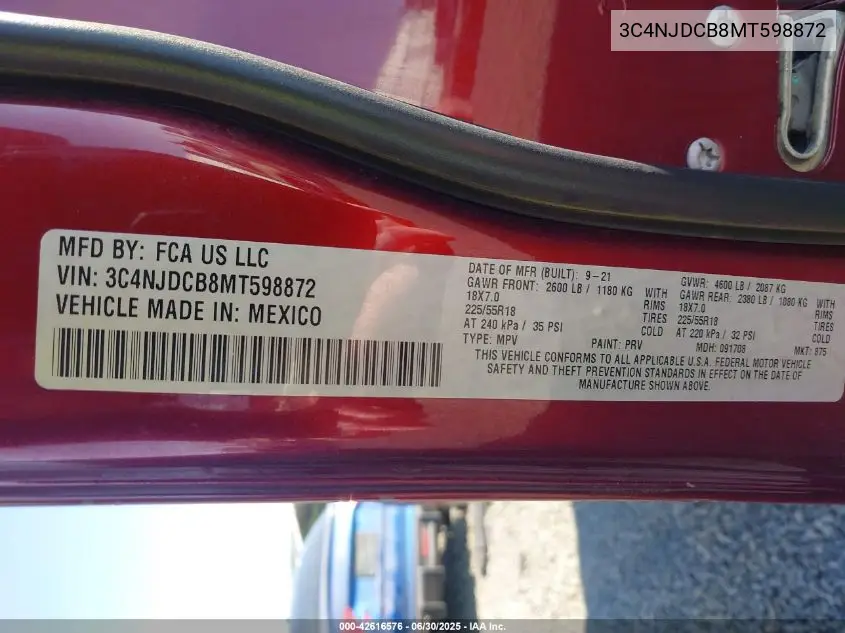 3C4NJDCB8MT598872
MFD BY: FCA US LLC
VIN: 3C4NJDCB8MT598872
VEHICLE MADE IN: MEXICO
DATE OF MFR (BUILT): 9-21
GAWR FRONT: 2600 LB / 1180 KG WITH
18X7.0 RIMS
225/55R18 TIRES
AT 240 kPa / 35 PSI COLD
TYPE: MPV PAINT: PRV
GVWR: 4600 LB / 2087 KG
GAWR REAR: 2380 LB / 1080 KG WITH
18X7.0 RIMS
225/55R18 TIRES
AT 220 kPa / 32 PSI COLD
MDH: 091708 MKT: 875
THIS VEHICLE CONFORMS TO ALL APPLICABLE U.S.A. FEDERAL MOTOR VEHICLE
SAFETY AND THEFT PREVENTION STANDARDS IN EFFECT ON THE DATE OF
MANUFACTURE SHOWN ABOVE.
000-42616576 - 06/30/2025 - IAA Inc.